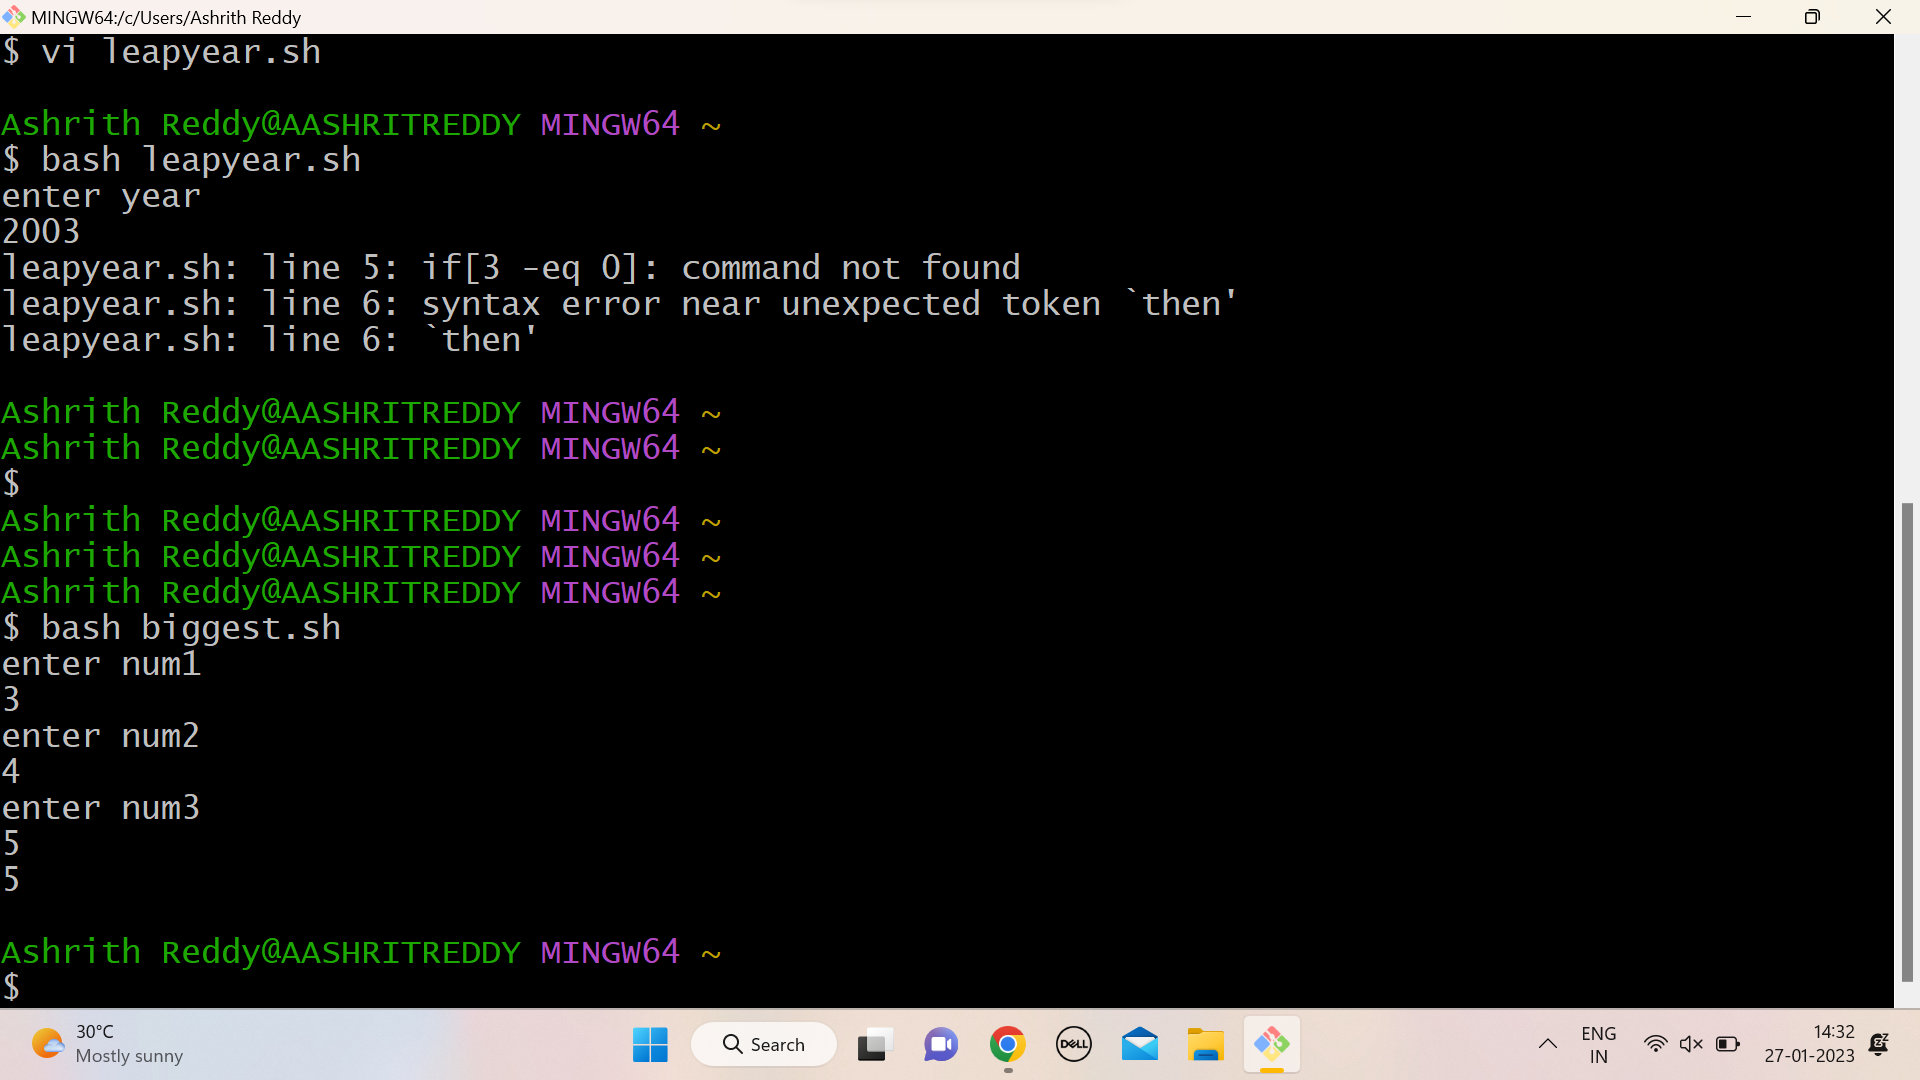 MINGW64:/c/Users/Ashrith Reddy
$ vi leapyear.sh
Ashrith Reddy@AASHRITREDDY MINGW64 ~
$ bash leapyear.sh
enter year
2003
leapyear.sh: line 5: if[3 -eq 0]: command not found
leapyear.sh: line 6: syntax error near unexpected token `then'
leapyear.sh: line 6: `then'
Ashrith Reddy@AASHRITREDDY MINGW64 ~
Ashrith Reddy@AASHRITREDDY MINGW64 ~
$
Ashrith Reddy@AASHRITREDDY MINGW64 ~
Ashrith Reddy@AASHRITREDDY MINGW64 ~
Ashrith Reddy@AASHRITREDDY MINGW64 ~
$ bash biggest.sh
enter num1
3
enter num2
4
enter num3
5
5
Ashrith Reddy@AASHRITREDDY MINGW64 ~
$
30°C
Mostly sunny
Search
DELL
ENG
IN
14:32
27-01-2023